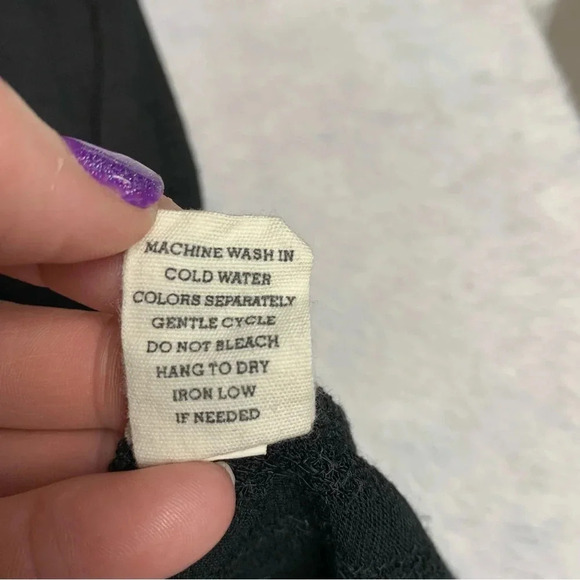 MACHINE WASH IN
COLD WATER
COLORS SEPARATELY
GENTLE CYCLE
DO NOT BLEACH
HANG TO DRY
IRON LOW
IF NEEDED